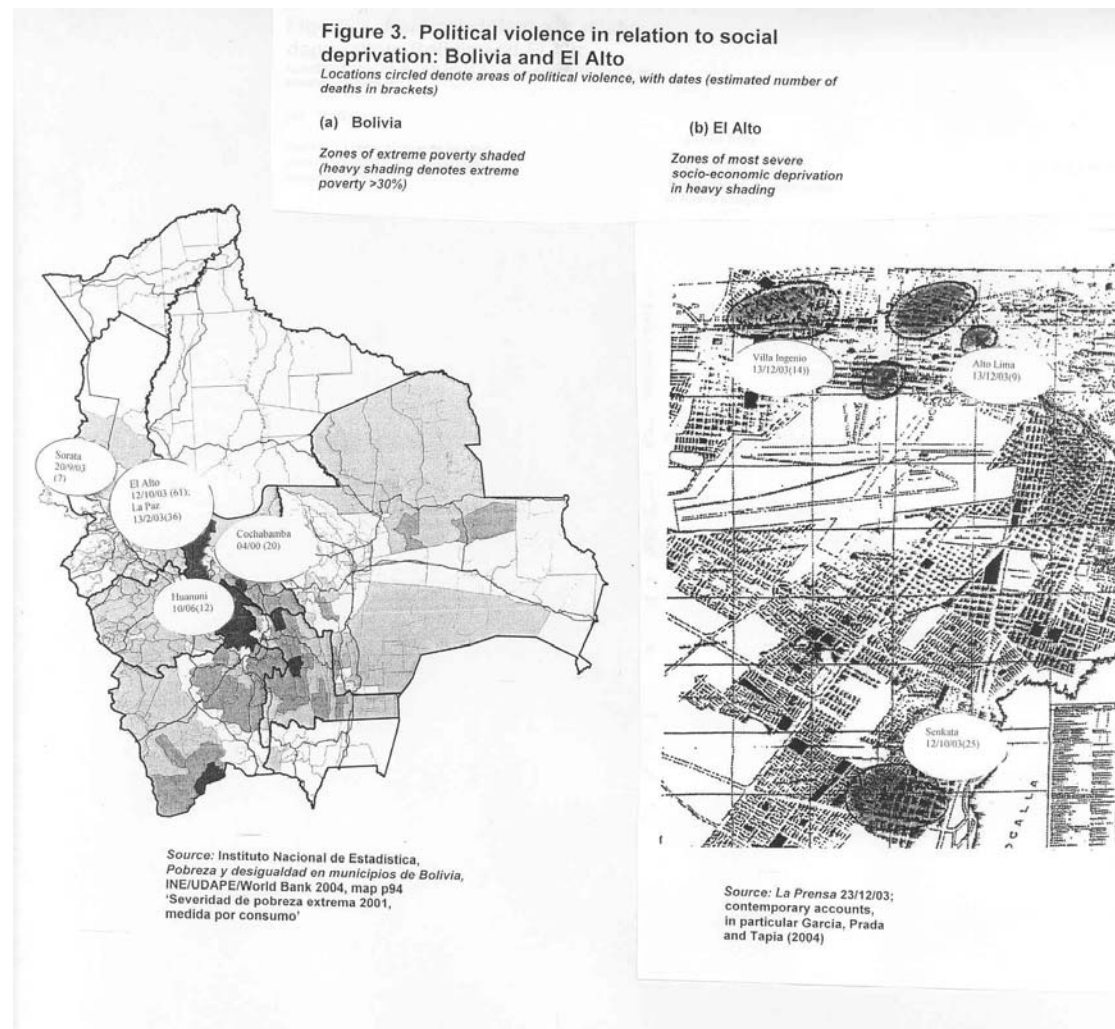 Figure 3. Political violence in relation to social
deprivation: Bolivia and El Alto
Locations circled denote areas of political violence, with dates (estimated number of
deaths in brackets)
(a) Bolivia
Zones of extreme poverty shaded
(heavy shading denotes extreme
poverty >30%)
(b) El Alto
Zones of most severe
socio-economic deprivation
in heavy shading
Sorata
20/9/03
(7)
El Alto
12/10/03 (61);
La Paz
13/2/03(36)
Cochabamba
04/00 (20)
Huanuni
10/06(12)
Villa Ingenio
13/12/03(14))
Alto Lima
13/12/03(9)
Senkata
12/10/03(25)
OCALLA
Source: Instituto Nacional de Estadistica,
Pobreza y desigualdad en municipios de Bolivia,
INE/UDAPE/World Bank 2004, map p94
‘Severidad de pobreza extrema 2001,
medida por consumo’
Source: La Prensa 23/12/03;
contemporary accounts,
in particular Garcia, Prada
and Tapia (2004)